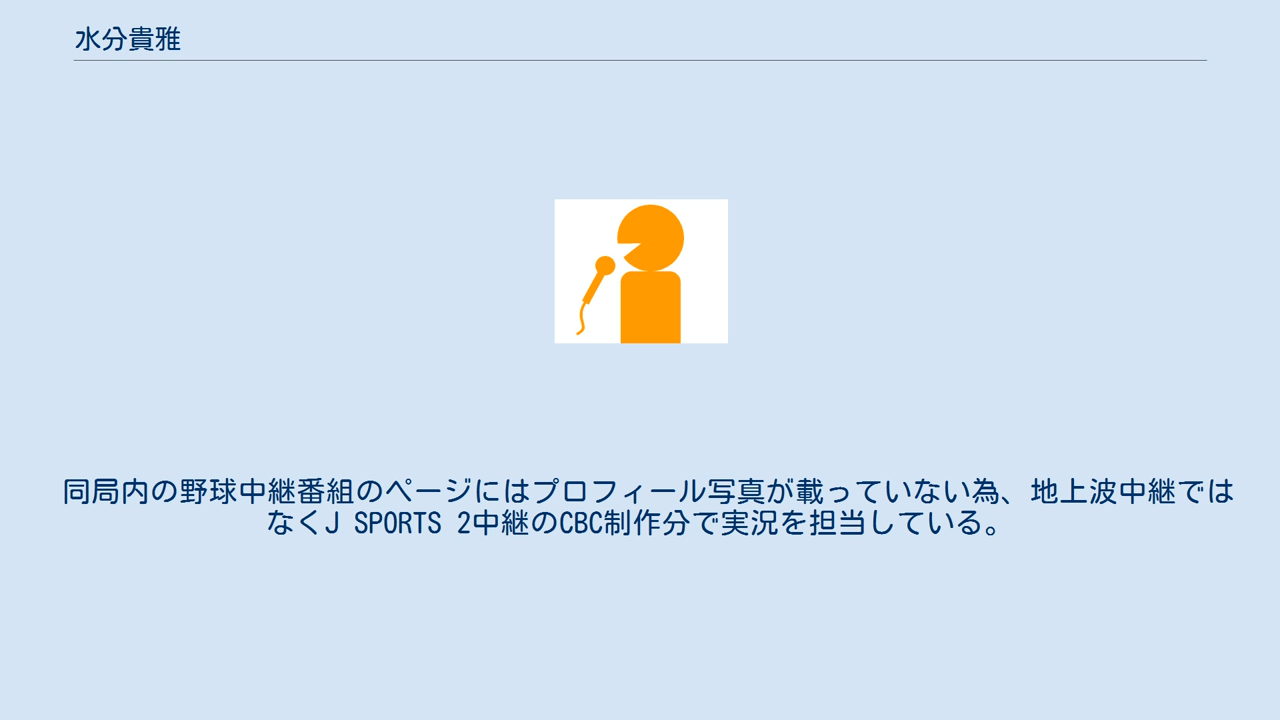 水分貴雅
同局内の野球中継番組のページにはプロフィール写真が載っていない為、地上波中継では
なくJ SPORTS 2中継のCBC制作分で実況を担当している。